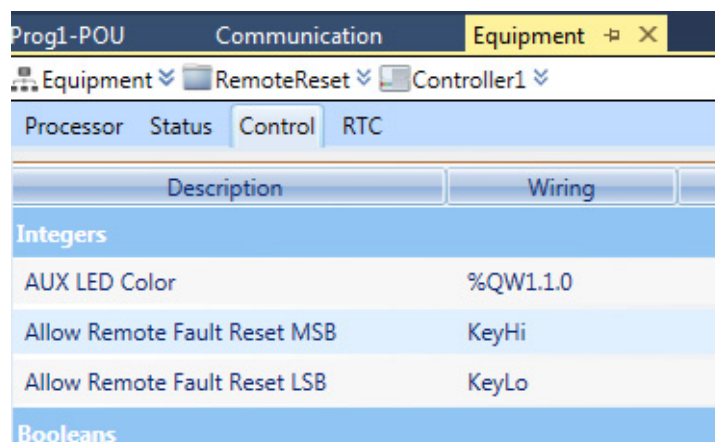 Prog1-POU Communication Equipment
Equipment RemoteReset Controller1
Processor Status Control RTC
Description Wiring
Integers
AUX LED Color %QW1.1.0
Allow Remote Fault Reset MSB KeyHi
Allow Remote Fault Reset LSB KeyLo
Booleans